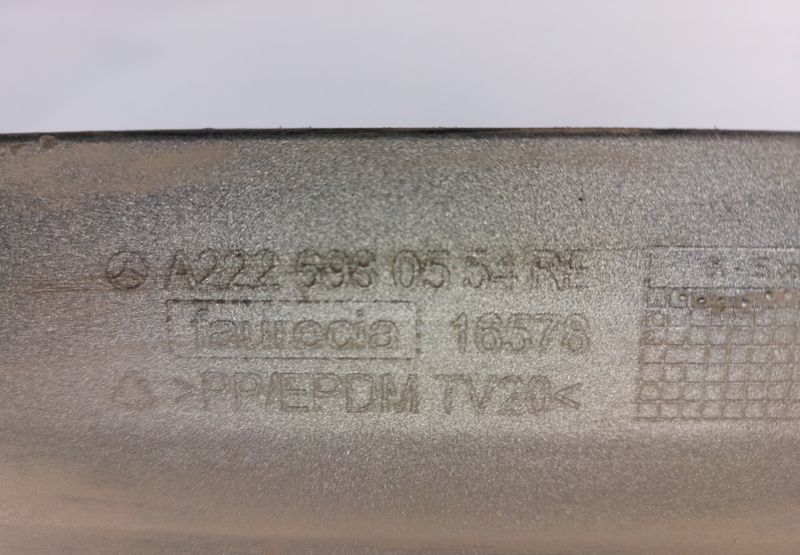 A222 698 05 54 RE
faurecia 16578
>PP/EPDM TV20<